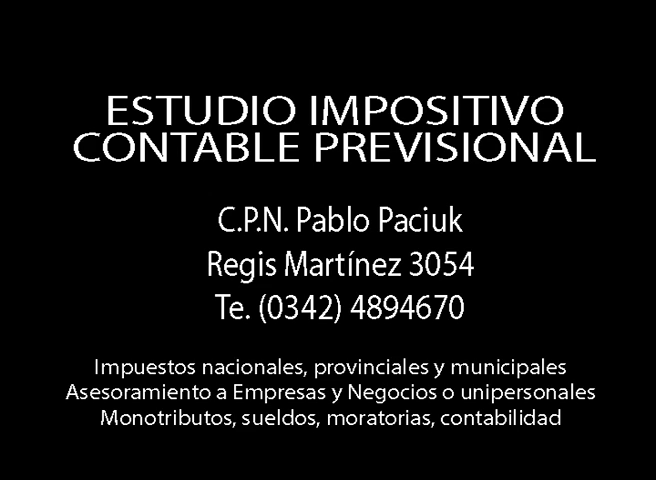 ESTUDIO IMPOSITIVO
CONTABLE PREVISIONAL
C.P.N. Pablo Paciuk
Regis Martínez 3054
Te. (0342) 4894670
Impuestos nacionales, provinciales y municipales
Asesoramiento a Empresas y Negocios o unipersonales
Monotributos, sueldos, moratorias, contabilidad